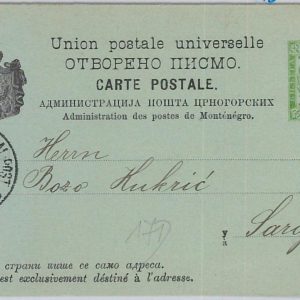 Union postale universelle
ОТВОРЕНО ПИСМО.
CARTE POSTALE.
АДМИНИСТРАЦИЈА ПОШТА ЦРНОГОРСКИХ
Administration des postes de Monténégro.
Herrn
Bozo Kukrić
у
à
Sarg
страни пише се само адреса.
est exclusivement destiné à l'adresse.